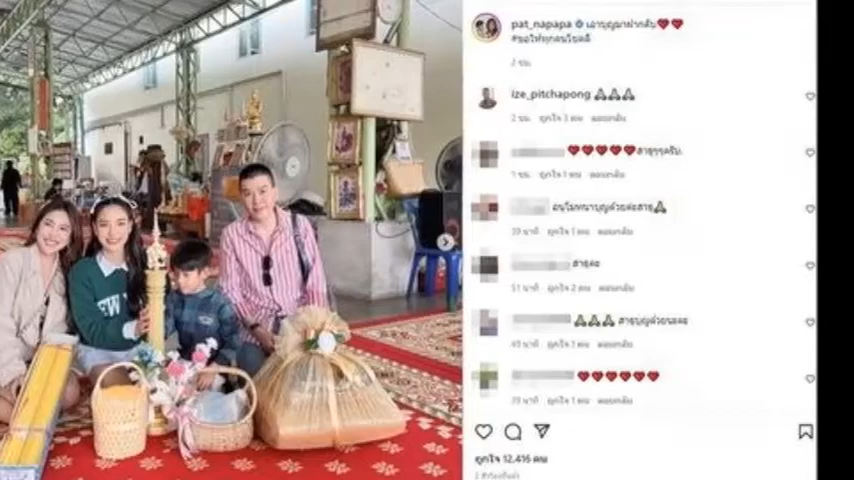 pat_napapa เอาบุญมาฝากค้าบ❤❤
#ขอให้ทุกคนโชคดี
2 ชม.
ize_pitchapong 🙏🙏🙏
2 ชม. ถูกใจ 3 คน ตอบกลับ
❤❤❤❤❤สาธุๆๆครับ.
1 ชม. ถูกใจ 1 คน ตอบกลับ
อนุโมทนาบุญด้วยค่ะสาธุ🙏
39 นาที ถูกใจ 1 คน ตอบกลับ
สาธุค่ะ
51 นาที ถูกใจ 2 คน ตอบกลับ
🙏🙏🙏 สาธุบุญด้วยนะคะ
ถูกใจ 1 คน ตอบกลับ
❤❤❤❤❤❤
ถูกใจ 1 คน ตอบกลับ
ถูกใจ 12,416 คน